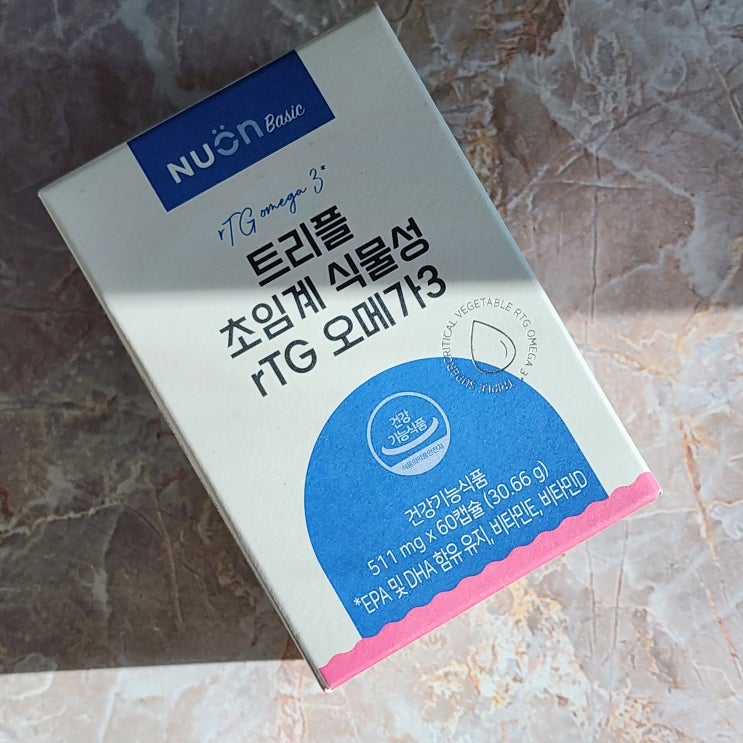 NUOn Basic
rTG omega 3*
트리플
초임계 식물성
rTG 오메가3
TRIPLE SUPERCRITICAL VEGETABLE RTG OMEGA 3*
건강
기능식품
식품의약품안전처
건강기능식품
511 mg x 60캡슐 (30.66 g)
*EPA 및 DHA 함유 유지, 비타민E, 비타민D